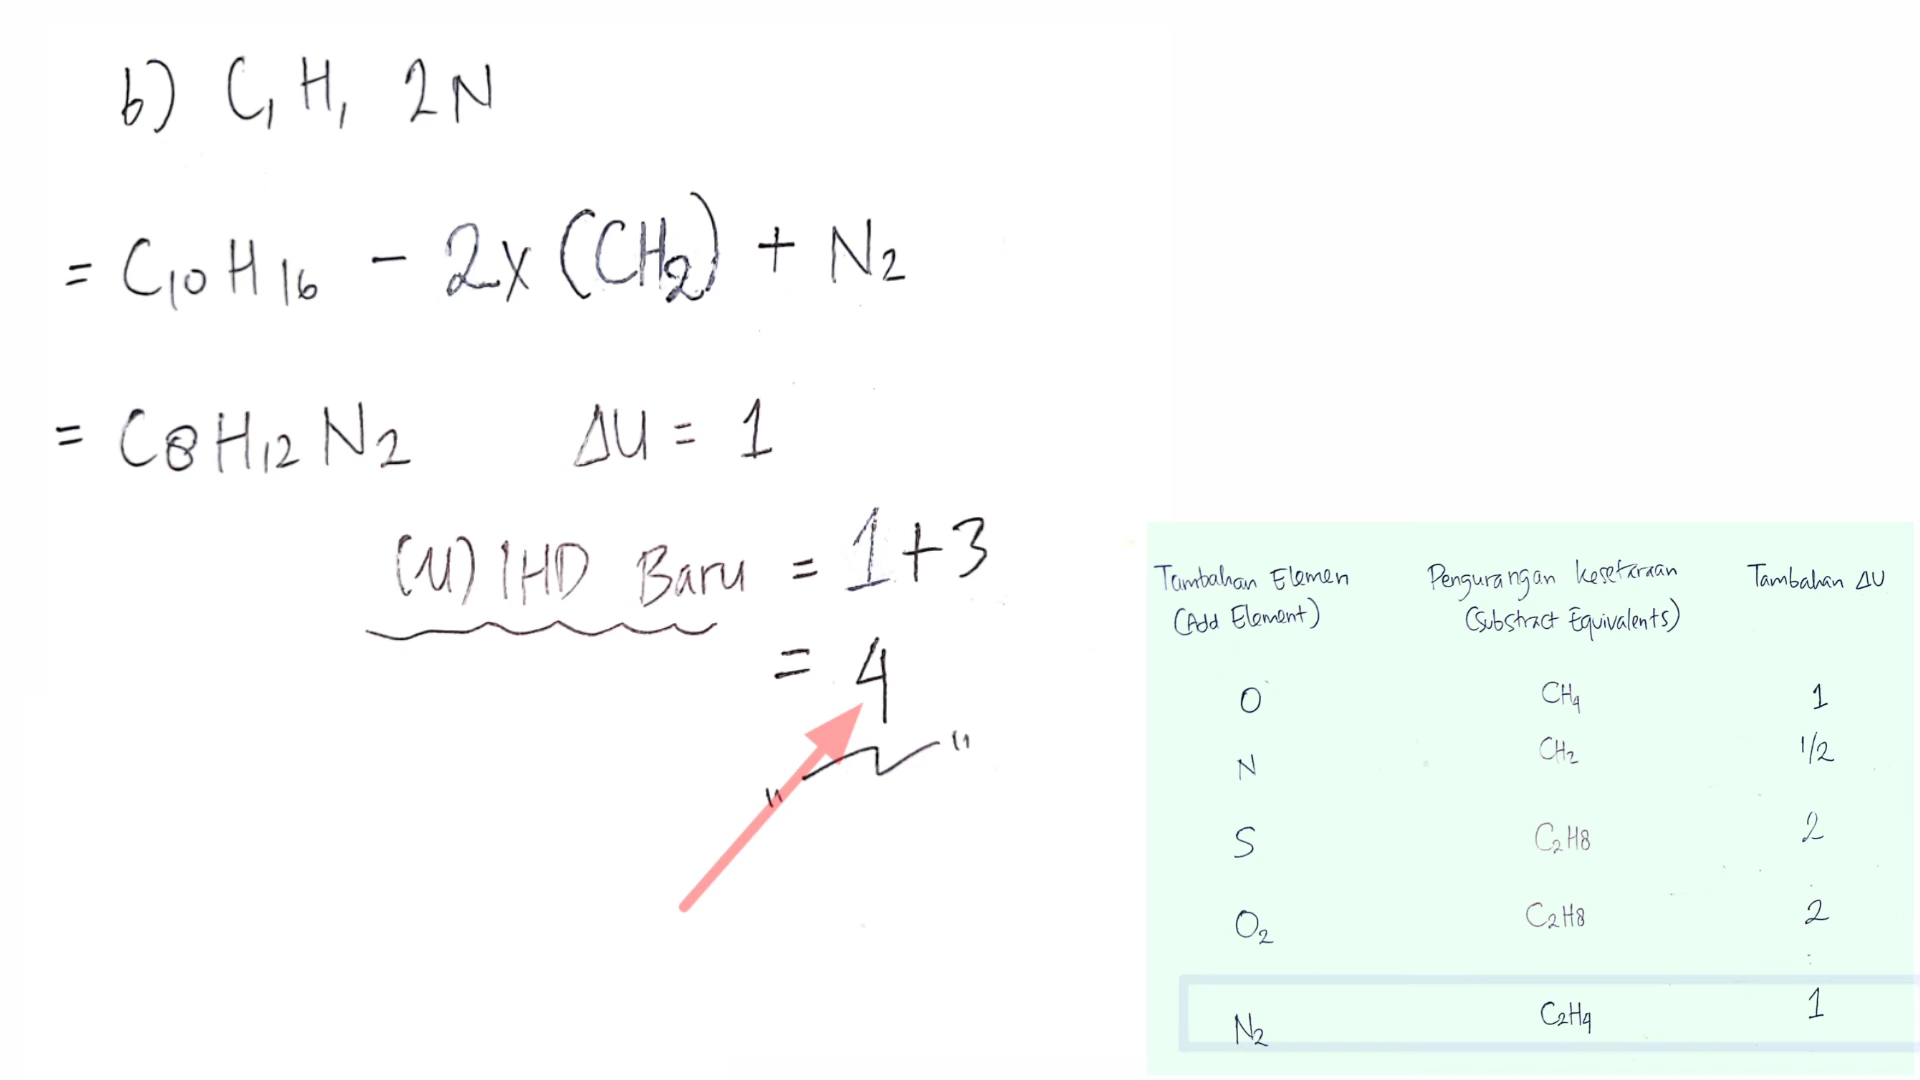 b) C, H, 2N
= C10H16 - 2x (CH2) + N2
= C8H12N2 ΔU = 1
(U) IHD Baru = 1+3
= 4
" "
Tambahan Elemen Pengurangan kesetaraan Tambahan ΔU
(Add Element) (Substract Equivalents)
O CH4 1
N CH2 1/2
S C2H8 2
O2 C2H8 2
N2 C2H4 1